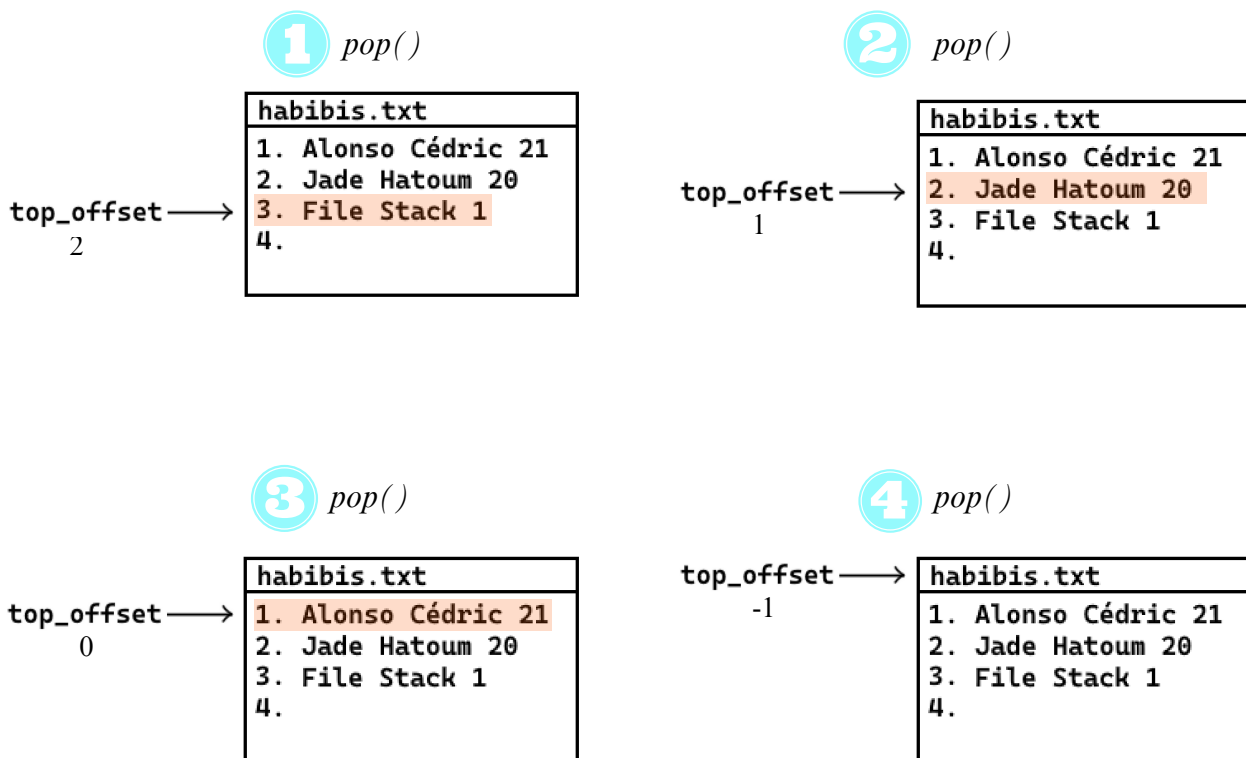 1 pop()
habibis.txt
1. Alonso Cédric 21
2. Jade Hatoum 20
top_offset
3. File Stack 1
2
4.
2 pop()
habibis.txt
1. Alonso Cédric 21
top_offset
2. Jade Hatoum 20
1
3. File Stack 1
4.
3 pop()
habibis.txt
top_offset
1. Alonso Cédric 21
0
2. Jade Hatoum 20
3. File Stack 1
4.
4 pop()
top_offset
habibis.txt
-1
1. Alonso Cédric 21
2. Jade Hatoum 20
3. File Stack 1
4.